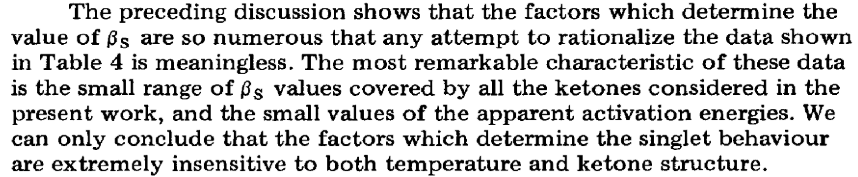 The preceding discussion shows that the factors which determine the
value of βS are so numerous that any attempt to rationalize the data shown
in Table 4 is meaningless. The most remarkable characteristic of these data
is the small range of βS values covered by all the ketones considered in the
present work, and the small values of the apparent activation energies. We
can only conclude that the factors which determine the singlet behaviour
are extremely insensitive to both temperature and ketone structure.